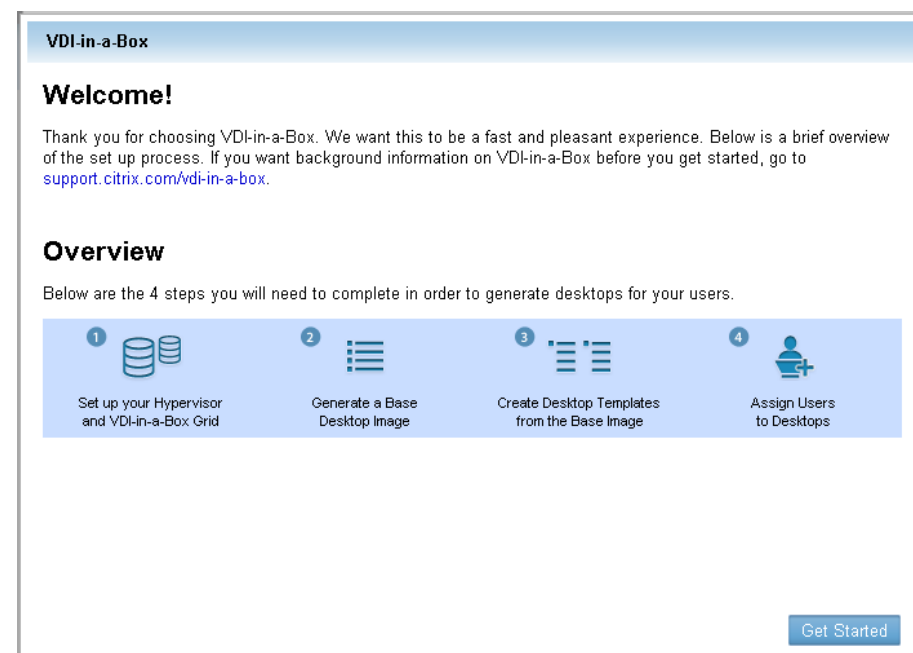 VDI-in-a-Box
Welcome!
Thank you for choosing VDI-in-a-Box. We want this to be a fast and pleasant experience. Below is a brief overview
of the set up process. If you want background information on VDI-in-a-Box before you get started, go to
support.citrix.com/vdi-in-a-box.
Overview
Below are the 4 steps you will need to complete in order to generate desktops for your users.
1
Set up your Hypervisor
and VDI-in-a-Box Grid
2
Generate a Base
Desktop Image
3
Create Desktop Templates
from the Base Image
4
Assign Users
to Desktops
Get Started